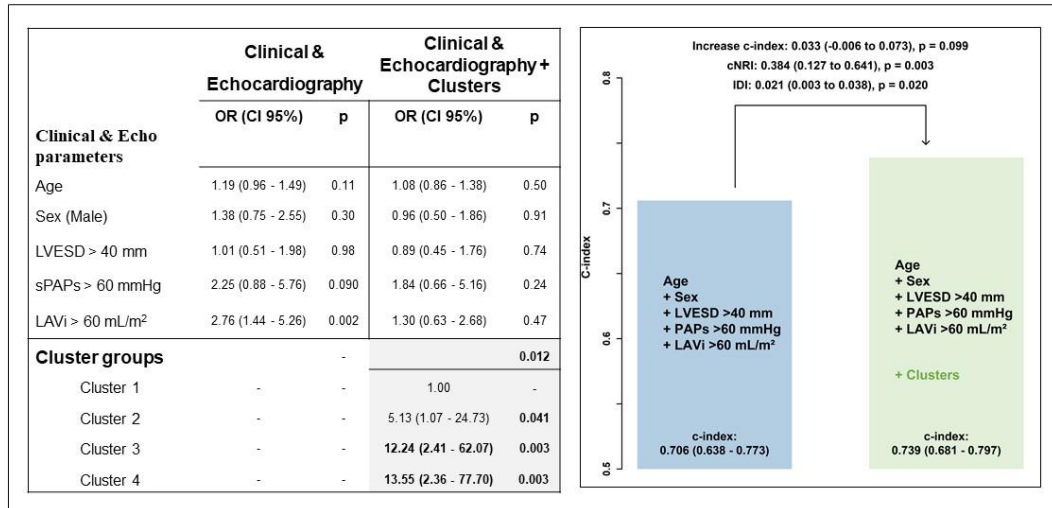 Clinical & Echocardiography
Clinical & Echocardiography + Clusters
Clinical & Echo parameters
OR (CI 95%) p OR (CI 95%) p
Age 1.19 (0.96 - 1.49) 0.11 1.08 (0.86 - 1.38) 0.50
Sex (Male) 1.38 (0.75 - 2.55) 0.30 0.96 (0.50 - 1.86) 0.91
LVESD > 40 mm 1.01 (0.51 - 1.98) 0.98 0.89 (0.45 - 1.76) 0.74
sPAPs > 60 mmHg 2.25 (0.88 - 5.76) 0.090 1.84 (0.66 - 5.16) 0.24
LAVi > 60 mL/m² 2.76 (1.44 - 5.26) 0.002 1.30 (0.63 - 2.68) 0.47
Cluster groups - 0.012
Cluster 1 - - 1.00 -
Cluster 2 - - 5.13 (1.07 - 24.73) 0.041
Cluster 3 - - 12.24 (2.41 - 62.07) 0.003
Cluster 4 - - 13.55 (2.36 - 77.70) 0.003
Increase c-index: 0.033 (-0.006 to 0.073), p = 0.099
cNRI: 0.384 (0.127 to 0.641), p = 0.003
IDI: 0.021 (0.003 to 0.038), p = 0.020
C-index
0.8
0.7
0.6
0.5
Age
+ Sex
+ LVESD >40 mm
+ PAPs >60 mmHg
+ LAVi >60 mL/m²
c-index:
0.706 (0.638 - 0.773)
Age
+ Sex
+ LVESD >40 mm
+ PAPs >60 mmHg
+ LAVi >60 mL/m²
+ Clusters
c-index:
0.739 (0.681 - 0.797)